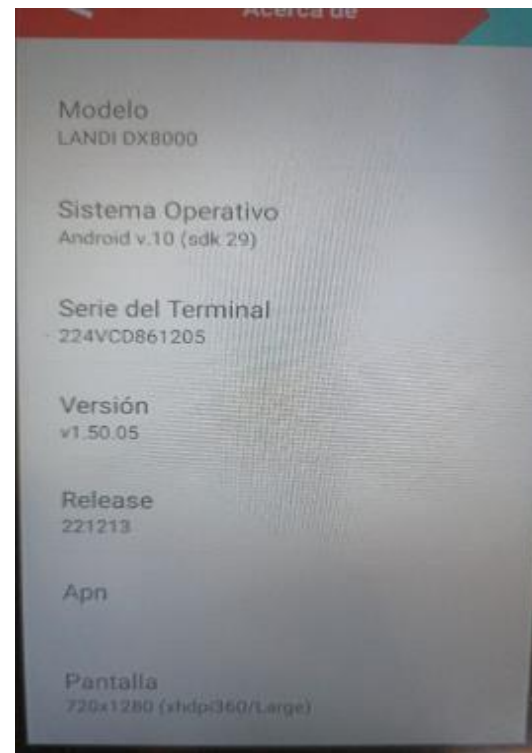 Acerca de
Modelo
LANDI DX8000
Sistema Operativo
Android v.10 (sdk 29)
Serie del Terminal
224VCD861205
Versión
v1.50.05
Release
221213
Apn
Pantalla
720x1280 (xhdpi360/Large)